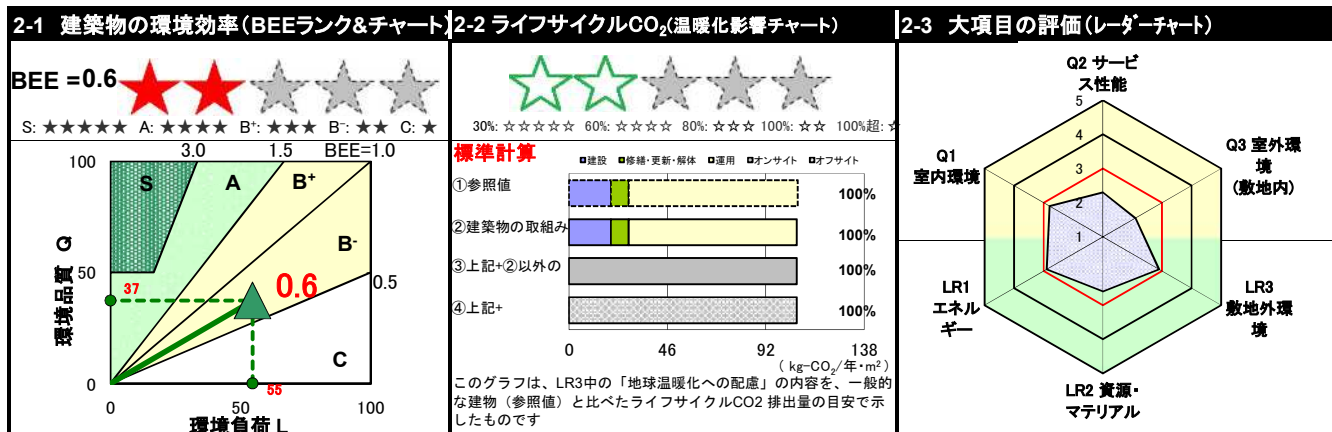 2-1 建築物の環境効率(BEEランク&チャート)
BEE = 0.6
S: ★★★★★ A: ★★★★ B⁺: ★★★ B⁻: ★★ C: ★
3.0 1.5 BEE=1.0
100
S
A
B⁺
B⁻
50
37
0.6
0.5
C
0
55
0 50 100
環境品質 Q
環境負荷 L
2-2 ライフサイクルCO₂(温暖化影響チャート)
30%: ☆☆☆☆☆ 60%: ☆☆☆☆ 80%: ☆☆☆ 100%: ☆☆ 100%超: ☆
標準計算
建設 修繕・更新・解体 運用 オンサイト オフサイト
①参照値 100%
②建築物の取組み 100%
③上記+②以外の 100%
④上記+ 100%
0 46 92 138
( kg-CO₂/年・m²)
このグラフは、LR3中の「地球温暖化への配慮」の内容を、一般的
な建物（参照値）と比べたライフサイクルCO2 排出量の目安で示
したものです
2-3 大項目の評価(レーダーチャート)
Q2 サービ
ス性能
5
4
3
2
1
Q1
室内環境
Q3 室外環
境
(敷地内)
LR1
エネル
ギー
LR3
敷地外環
境
LR2 資源・
マテリアル